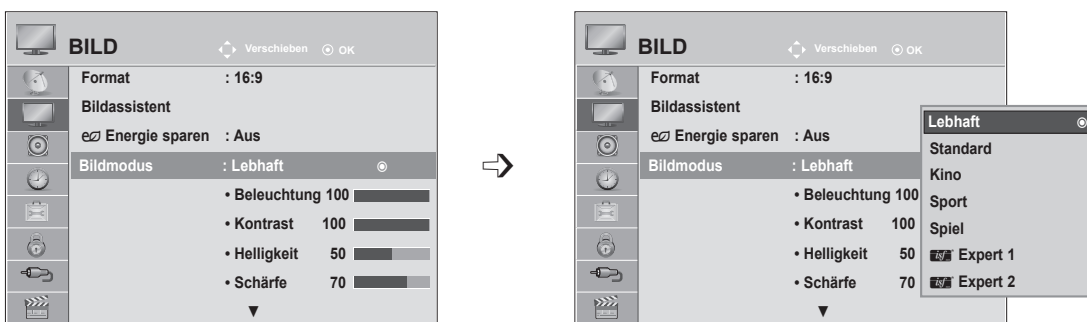 BILD
Verschieben OK
Format : 16:9
Bildassistent
Energie sparen : Aus
Bildmodus : Lebhaft
• Beleuchtung 100
• Kontrast 100
• Helligkeit 50
• Schärfe 70
BILD
Verschieben OK
Format : 16:9
Bildassistent
Energie sparen : Aus
Bildmodus : Lebhaft
• Beleuchtung 100
• Kontrast 100
• Helligkeit 50
• Schärfe 70
Lebhaft
Standard
Kino
Sport
Spiel
isf Expert 1
isf Expert 2